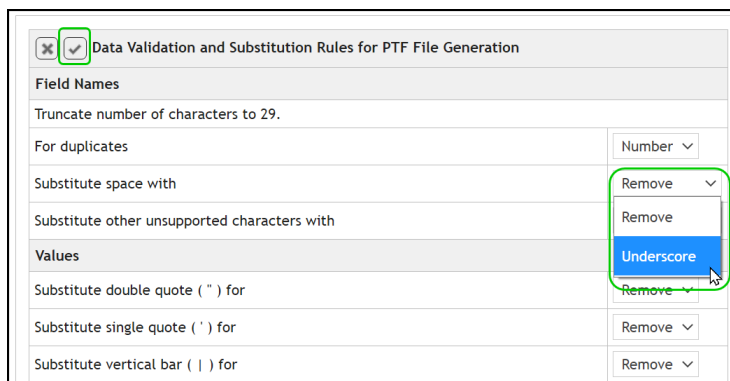 Data Validation and Substitution Rules for PTF File Generation
Field Names
Truncate number of characters to 29.
For duplicates Number
Substitute space with Remove
Remove
Substitute other unsupported characters with
Values Underscore
Substitute double quote ( " ) for Remove
Substitute single quote ( ' ) for Remove
Substitute vertical bar ( | ) for Remove